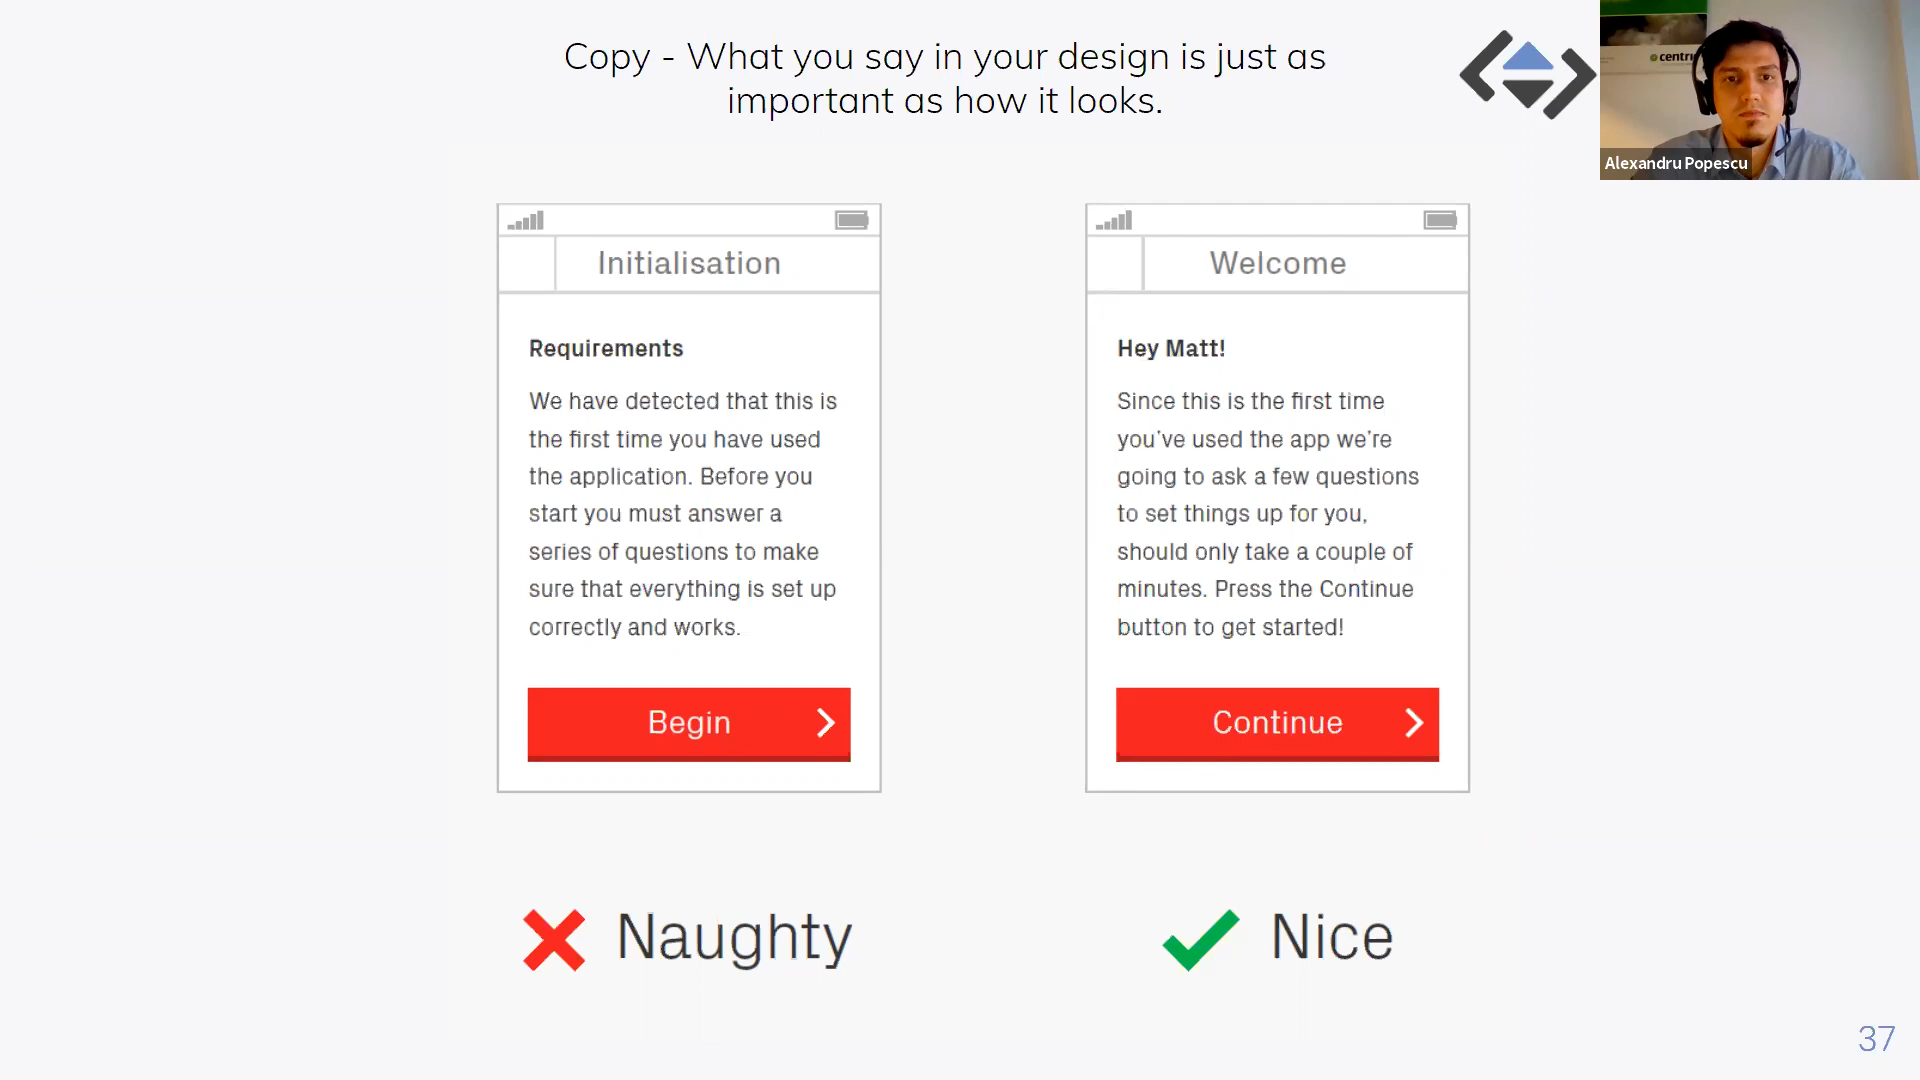 Copy - What you say in your design is just as
important as how it looks.
centri
Alexandru Popescu
Initialisation
Requirements
We have detected that this is
the first time you have used
the application. Before you
start you must answer a
series of questions to make
sure that everything is set up
correctly and works.
Begin
Naughty
Welcome
Hey Matt!
Since this is the first time
you've used the app we're
going to ask a few questions
to set things up for you,
should only take a couple of
minutes. Press the Continue
button to get started!
Continue
Nice
37